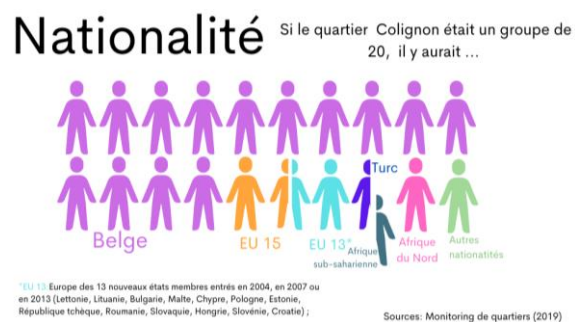 Nationalité
Si le quartier Colignon était un groupe de
20, il y aurait ...
Turc
Belge
EU 15
EU 13*
Afrique
sub-saharienne
Afrique
du Nord
Autres
nationatités
*EU 13 Europe des 13 nouveaux états membres entrés en 2004, en 2007 ou
en 2013 (Lettonie, Lituanie, Bulgarie, Malte, Chypre, Pologne, Estonie,
République tchèque, Roumanie, Slovaquie, Hongrie, Slovénie, Croatie) ;
Sources: Monitoring de quartiers (2019)